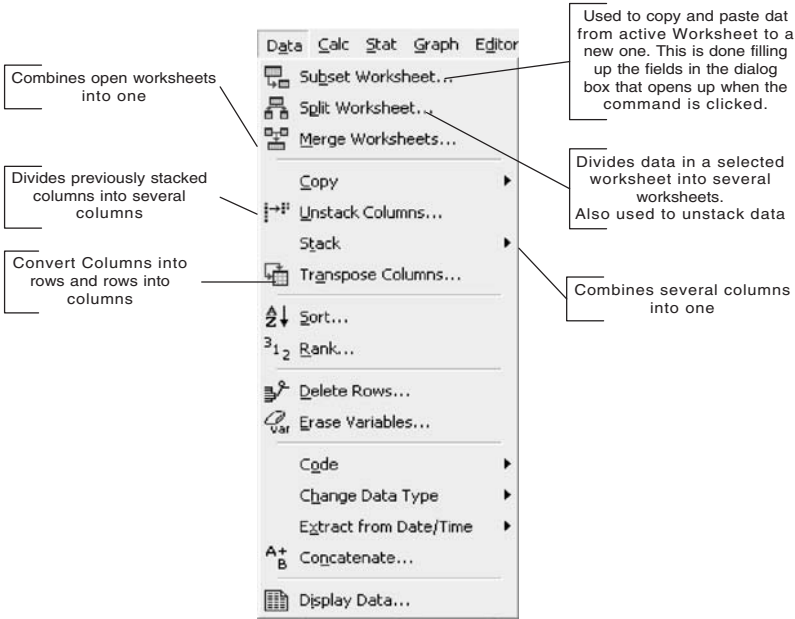 Used to copy and paste dat
from active Worksheet to a
new one. This is done filling
up the fields in the dialog
box that opens up when the
command is clicked.
Data Calc Stat Graph Editor
Combines open worksheets
into one
Subset Worksheet...
Split Worksheet...
Merge Worksheets...
Divides data in a selected
worksheet into several
worksheets.
Also used to unstack data
Divides previously stacked
columns into several
columns
Copy
Unstack Columns...
Stack
Transpose Columns...
Convert Columns into
rows and rows into
columns
Combines several columns
into one
A
Z
Sort...
3 1 2 Rank...
Delete Rows...
Var Erase Variables...
Code
Change Data Type
Extract from Date/Time
A+
B
Concatenate...
Display Data...